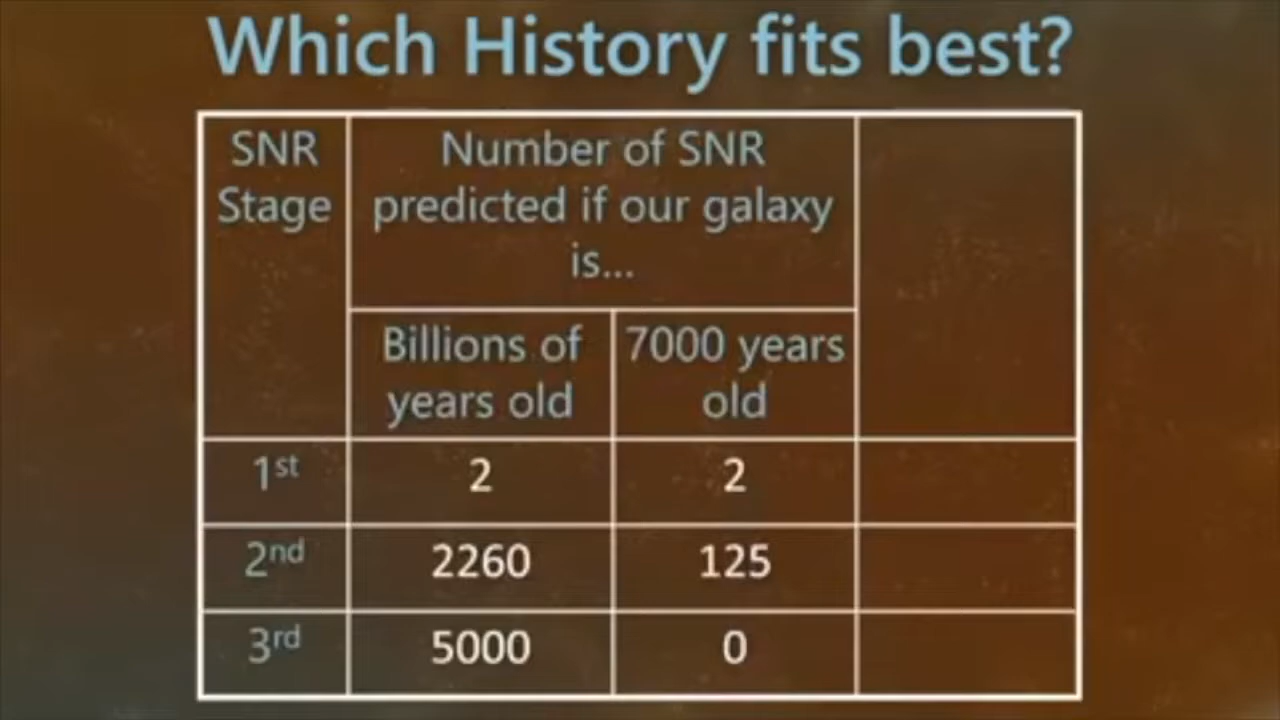 Which History fits best?
SNR
Stage
Number of SNR
predicted if our galaxy
is...
Billions of
years old
7000 years
old
1st
2
2
2nd
2260
125
3rd
5000
0